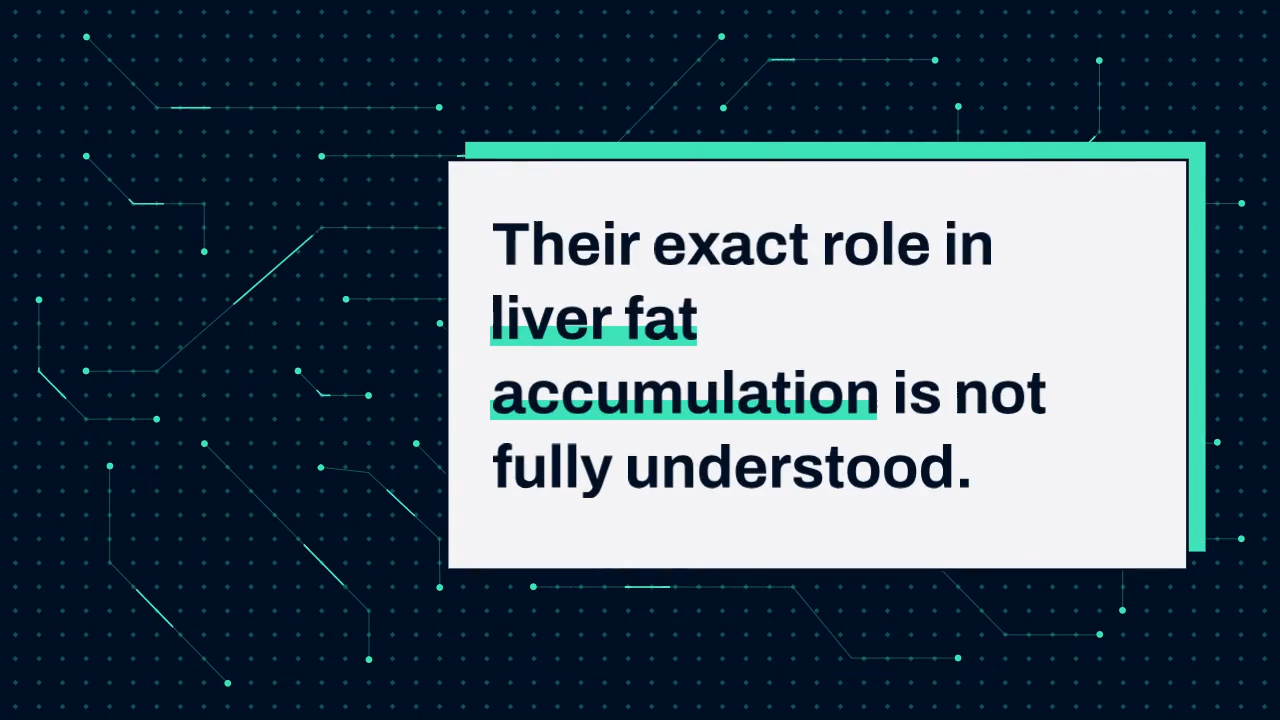 Their exact role in
liver fat
accumulation is not
fully understood.